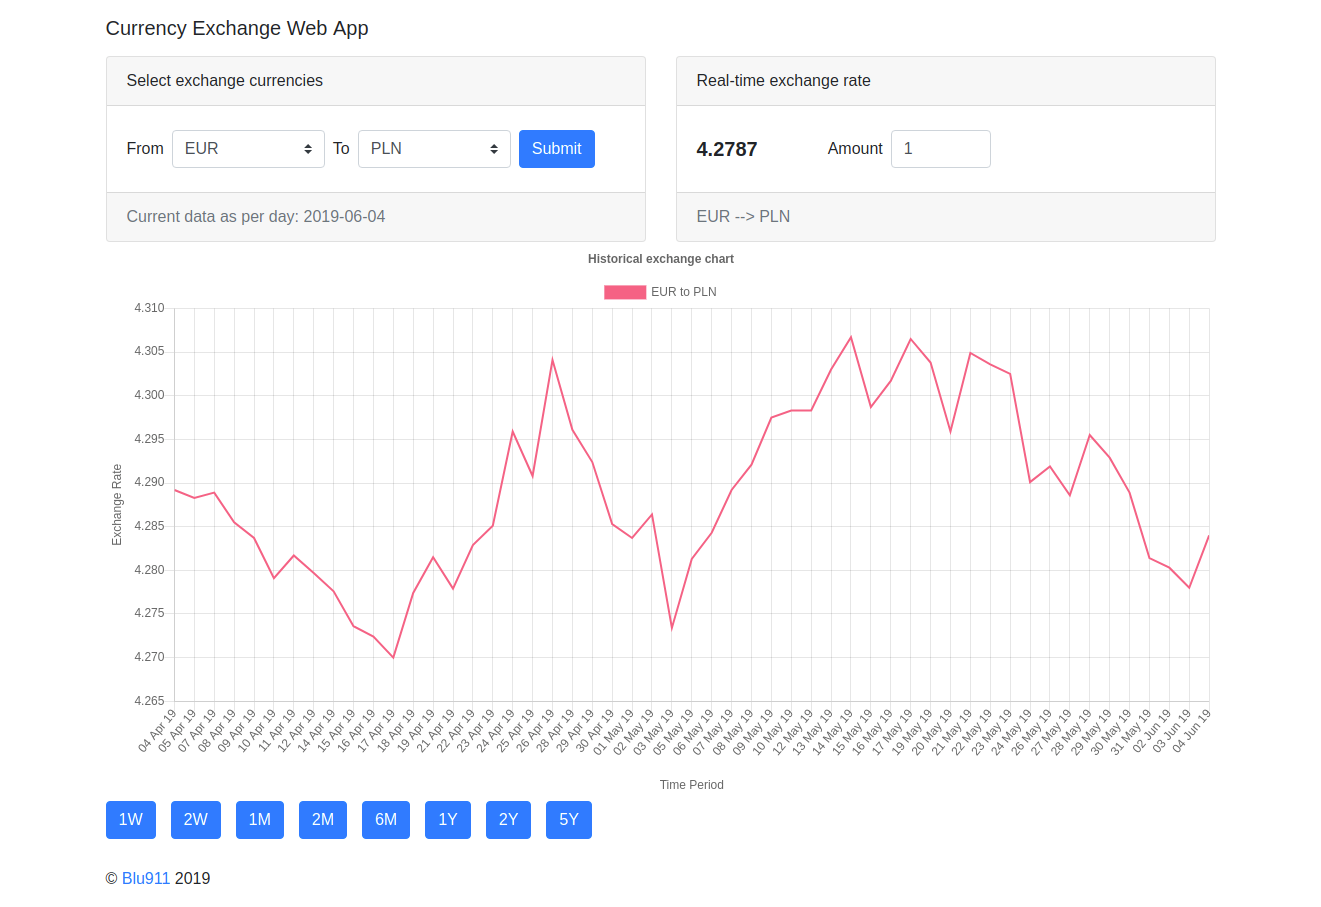 Currency Exchange Web App
Select exchange currencies
From EUR To PLN Submit
Current data as per day: 2019-06-04
Real-time exchange rate
4.2787 Amount 1
EUR --> PLN
Historical exchange chart
EUR to PLN
4.310
4.305
4.300
4.295
4.290
4.285
4.280
4.275
4.270
4.265
Exchange Rate
04 Apr 19
05 Apr 19
07 Apr 19
08 Apr 19
09 Apr 19
10 Apr 19
11 Apr 19
12 Apr 19
14 Apr 19
15 Apr 19
16 Apr 19
17 Apr 19
18 Apr 19
19 Apr 19
21 Apr 19
22 Apr 19
23 Apr 19
24 Apr 19
25 Apr 19
26 Apr 19
28 Apr 19
29 Apr 19
30 Apr 19
01 May 19
02 May 19
03 May 19
05 May 19
06 May 19
07 May 19
08 May 19
09 May 19
10 May 19
12 May 19
13 May 19
14 May 19
15 May 19
16 May 19
17 May 19
19 May 19
20 May 19
21 May 19
22 May 19
23 May 19
24 May 19
26 May 19
27 May 19
28 May 19
29 May 19
30 May 19
31 May 19
02 Jun 19
03 Jun 19
04 Jun 19
Time Period
1W 2W 1M 2M 6M 1Y 2Y 5Y
© Blu911 2019